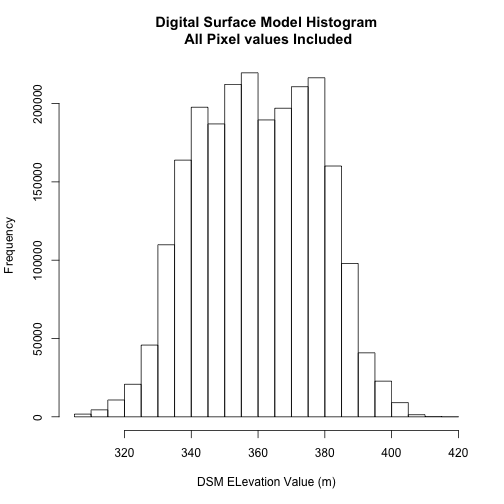 Digital Surface Model Histogram
All Pixel values Included
200000
150000
100000
50000
0
Frequency
320 340 360 380 400 420
DSM ELevation Value (m)